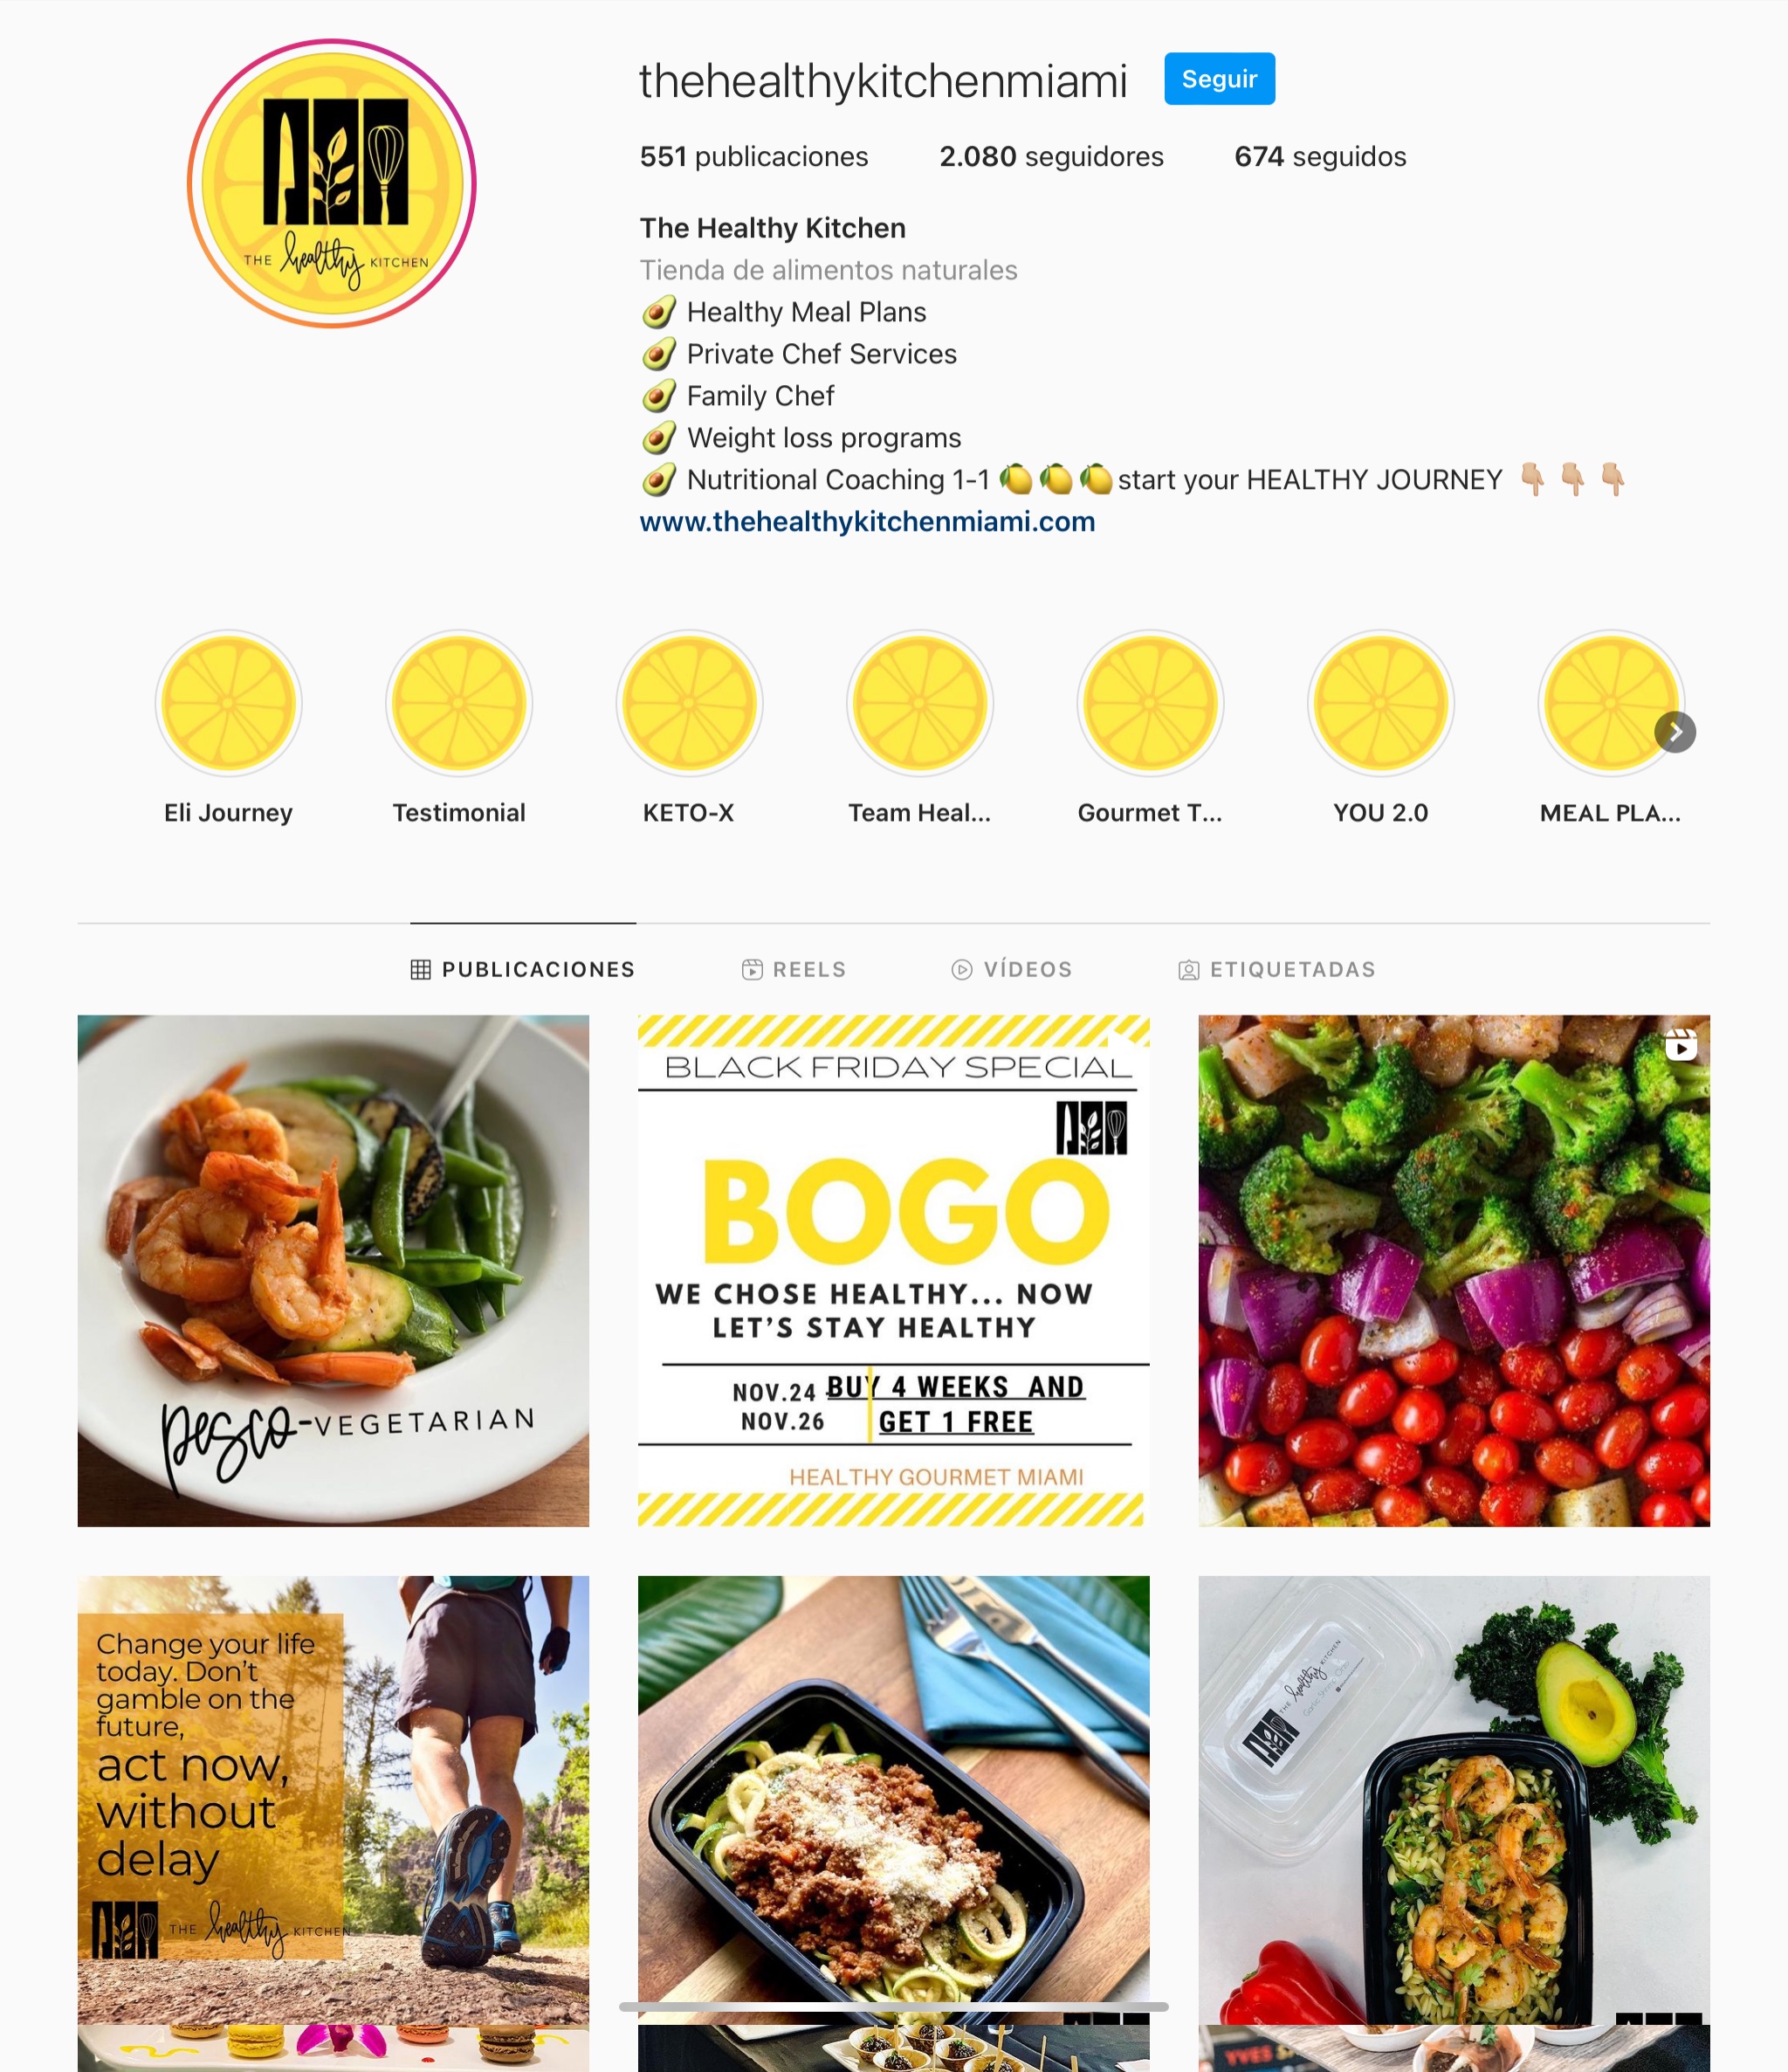 thehealthykitchenmiami
Seguir
551 publicaciones
2.080 seguidores
674 seguidos
THE healthy KITCHEN
The Healthy Kitchen
Tienda de alimentos naturales
🥑 Healthy Meal Plans
🥑 Private Chef Services
🥑 Family Chef
🥑 Weight loss programs
🥑 Nutritional Coaching 1-1 🍋🍋🍋start your HEALTHY JOURNEY 👇🏼👇🏼👇🏼
www.thehealthykitchenmiami.com
Eli Journey
Testimonial
KETO-X
Team Heal...
Gourmet T...
YOU 2.0
MEAL PLA...
PUBLICACIONES
REELS
VÍDEOS
ETIQUETADAS
pesco-VEGETARIAN
BLACK FRIDAY SPECIAL
BOGO
WE CHOSE HEALTHY... NOW
LET'S STAY HEALTHY
NOV.24
NOV.26
BUY 4 WEEKS AND
GET 1 FREE
HEALTHY GOURMET MIAMI
Change your life
today. Don't
gamble on the
future,
act now,
without
delay
THE healthy KITCHEN
THE healthy KITCHEN
YVES